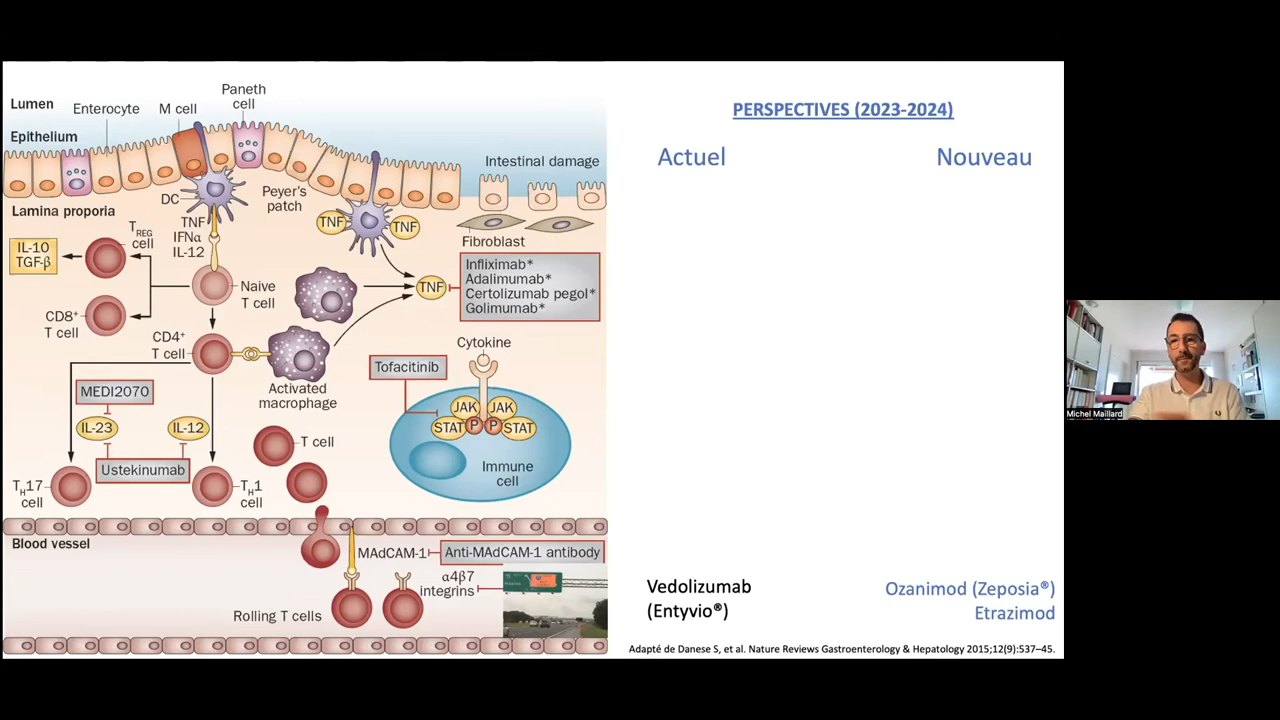 Lumen
Enterocyte
M cell
Paneth
cell
Epithelium
Intestinal damage
DC
Peyer's
patch
Lamina proporia
TNF
IFNα
IL-12
TNF
TNF
Fibroblast
T REG
cell
IL-10
TGF-β
Naive
T cell
TNF
Infliximab*
Adalimumab*
Certolizumab pegol*
Golimumab*
CD8+
T cell
CD4+
T cell
Activated
macrophage
Cytokine
Tofacitinib
JAK
JAK
STAT
P
P
STAT
Immune
cell
MEDI2070
IL-23
IL-12
Ustekinumab
T cell
TH17
cell
TH1
cell
Blood vessel
MAdCAM-1
Anti-MAdCAM-1 antibody
α4β7
integrins
Rolling T cells
PERSPECTIVES (2023-2024)
Actuel
Nouveau
Vedolizumab
(Entyvio®)
Ozanimod (Zeposia®)
Etrazimod
Adapté de Danese S, et al. Nature Reviews Gastroenterology & Hepatology 2015;12(9):537–45.
Michel Maillard